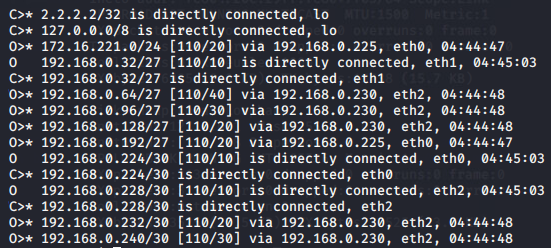 C>* 2.2.2.2/32 is directly connected, lo
C>* 127.0.0.0/8 is directly connected, lo
O>* 172.16.221.0/24 [110/20] via 192.168.0.225, eth0, 04:44:47
O   192.168.0.32/27 [110/10] is directly connected, eth1, 04:45:03
C>* 192.168.0.32/27 is directly connected, eth1
O>* 192.168.0.64/27 [110/40] via 192.168.0.230, eth2, 04:44:48
O>* 192.168.0.96/27 [110/30] via 192.168.0.230, eth2, 04:44:48
O>* 192.168.0.128/27 [110/20] via 192.168.0.230, eth2, 04:44:48
O>* 192.168.0.192/27 [110/20] via 192.168.0.225, eth0, 04:44:47
O   192.168.0.224/30 [110/10] is directly connected, eth0, 04:45:03
C>* 192.168.0.224/30 is directly connected, eth0
O   192.168.0.228/30 [110/10] is directly connected, eth2, 04:45:03
C>* 192.168.0.228/30 is directly connected, eth2
O>* 192.168.0.232/30 [110/20] via 192.168.0.230, eth2, 04:44:48
O>* 192.168.0.240/30 [110/30] via 192.168.0.230, eth2, 04:44:48